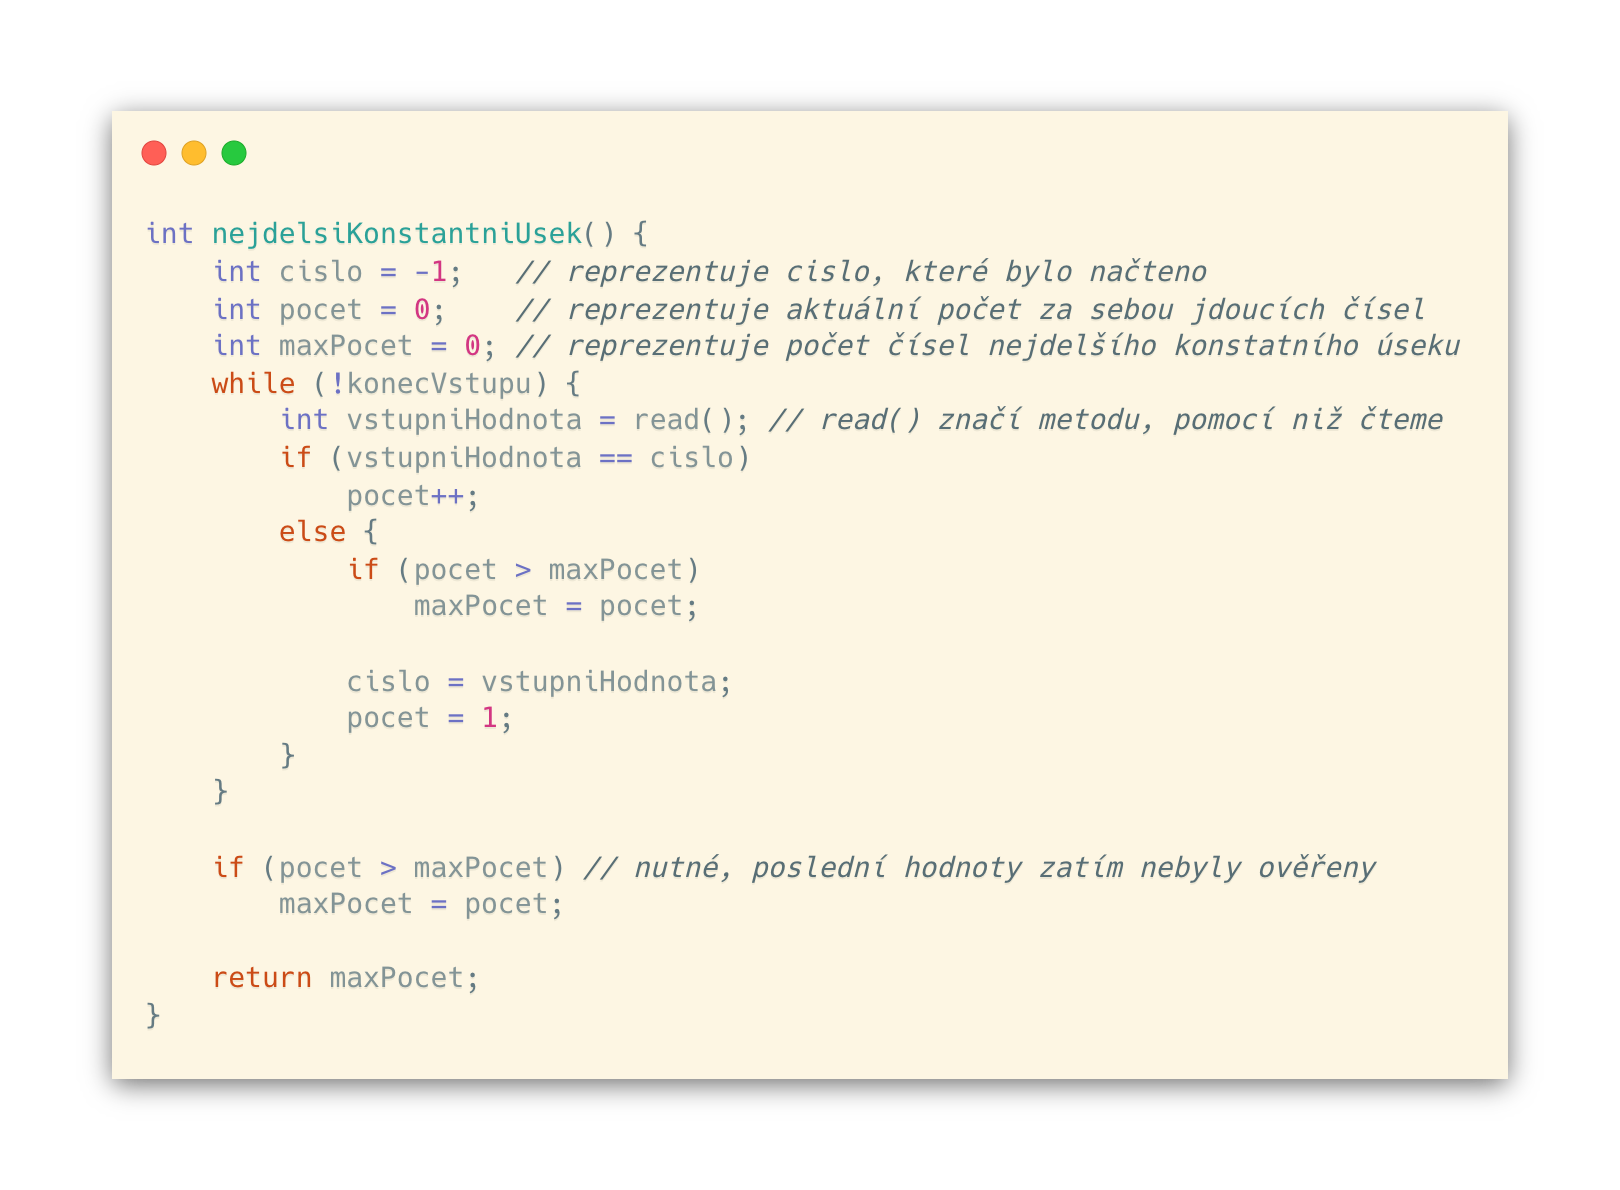 int nejdelsiKonstantniUsek() {
    int cislo = -1;   // reprezentuje cislo, které bylo načteno
    int pocet = 0;    // reprezentuje aktuální počet za sebou jdoucích čísel
    int maxPocet = 0; // reprezentuje počet čísel nejdelšího konstatního úseku
    while (!konecVstupu) {
        int vstupniHodnota = read(); // read() značí metodu, pomocí niž čteme
        if (vstupniHodnota == cislo)
            pocet++;
        else {
            if (pocet > maxPocet)
                maxPocet = pocet;

            cislo = vstupniHodnota;
            pocet = 1;
        }
    }

    if (pocet > maxPocet) // nutné, poslední hodnoty zatím nebyly ověřeny
        maxPocet = pocet;

    return maxPocet;
}